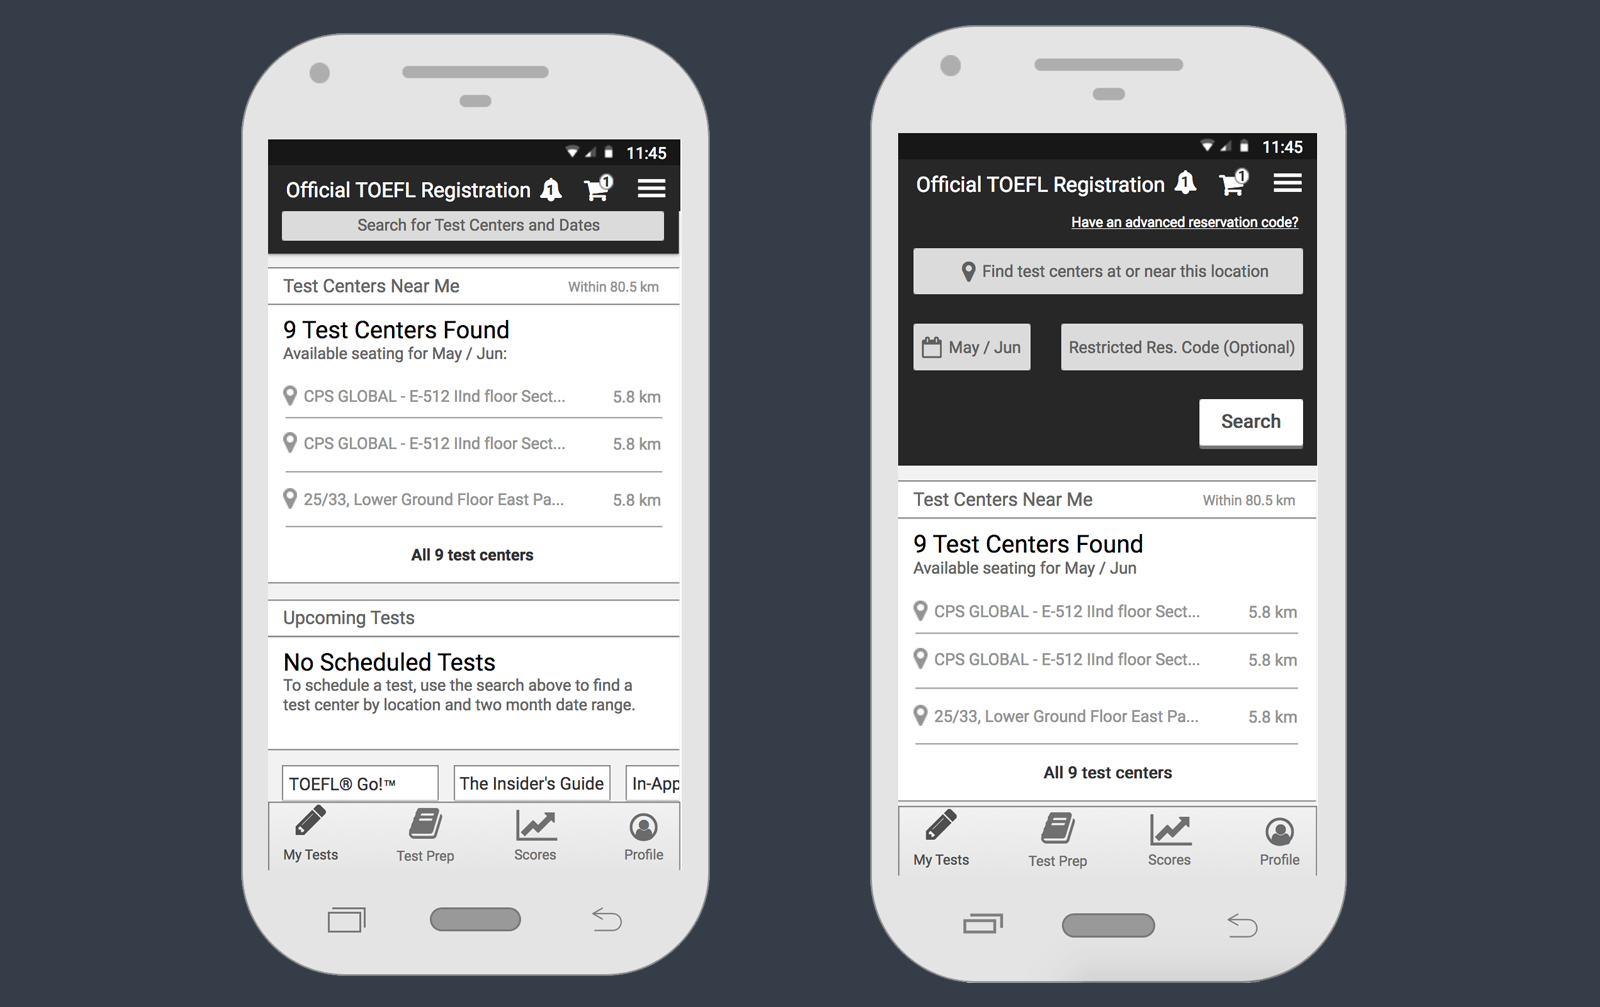 11:45
Official TOEFL Registration 1 1
Search for Test Centers and Dates
Test Centers Near Me Within 80.5 km
9 Test Centers Found
Available seating for May / Jun:
CPS GLOBAL - E-512 IInd floor Sect... 5.8 km
CPS GLOBAL - E-512 IInd floor Sect... 5.8 km
25/33, Lower Ground Floor East Pa... 5.8 km
All 9 test centers
Upcoming Tests
No Scheduled Tests
To schedule a test, use the search above to find a
test center by location and two month date range.
TOEFL® Go!™ The Insider's Guide In-App
My Tests Test Prep Scores Profile
11:45
Official TOEFL Registration 1 1
Have an advanced reservation code?
Find test centers at or near this location
May / Jun Restricted Res. Code (Optional)
Search
Test Centers Near Me Within 80.5 km
9 Test Centers Found
Available seating for May / Jun
CPS GLOBAL - E-512 IInd floor Sect... 5.8 km
CPS GLOBAL - E-512 IInd floor Sect... 5.8 km
25/33, Lower Ground Floor East Pa... 5.8 km
All 9 test centers
My Tests Test Prep Scores Profile